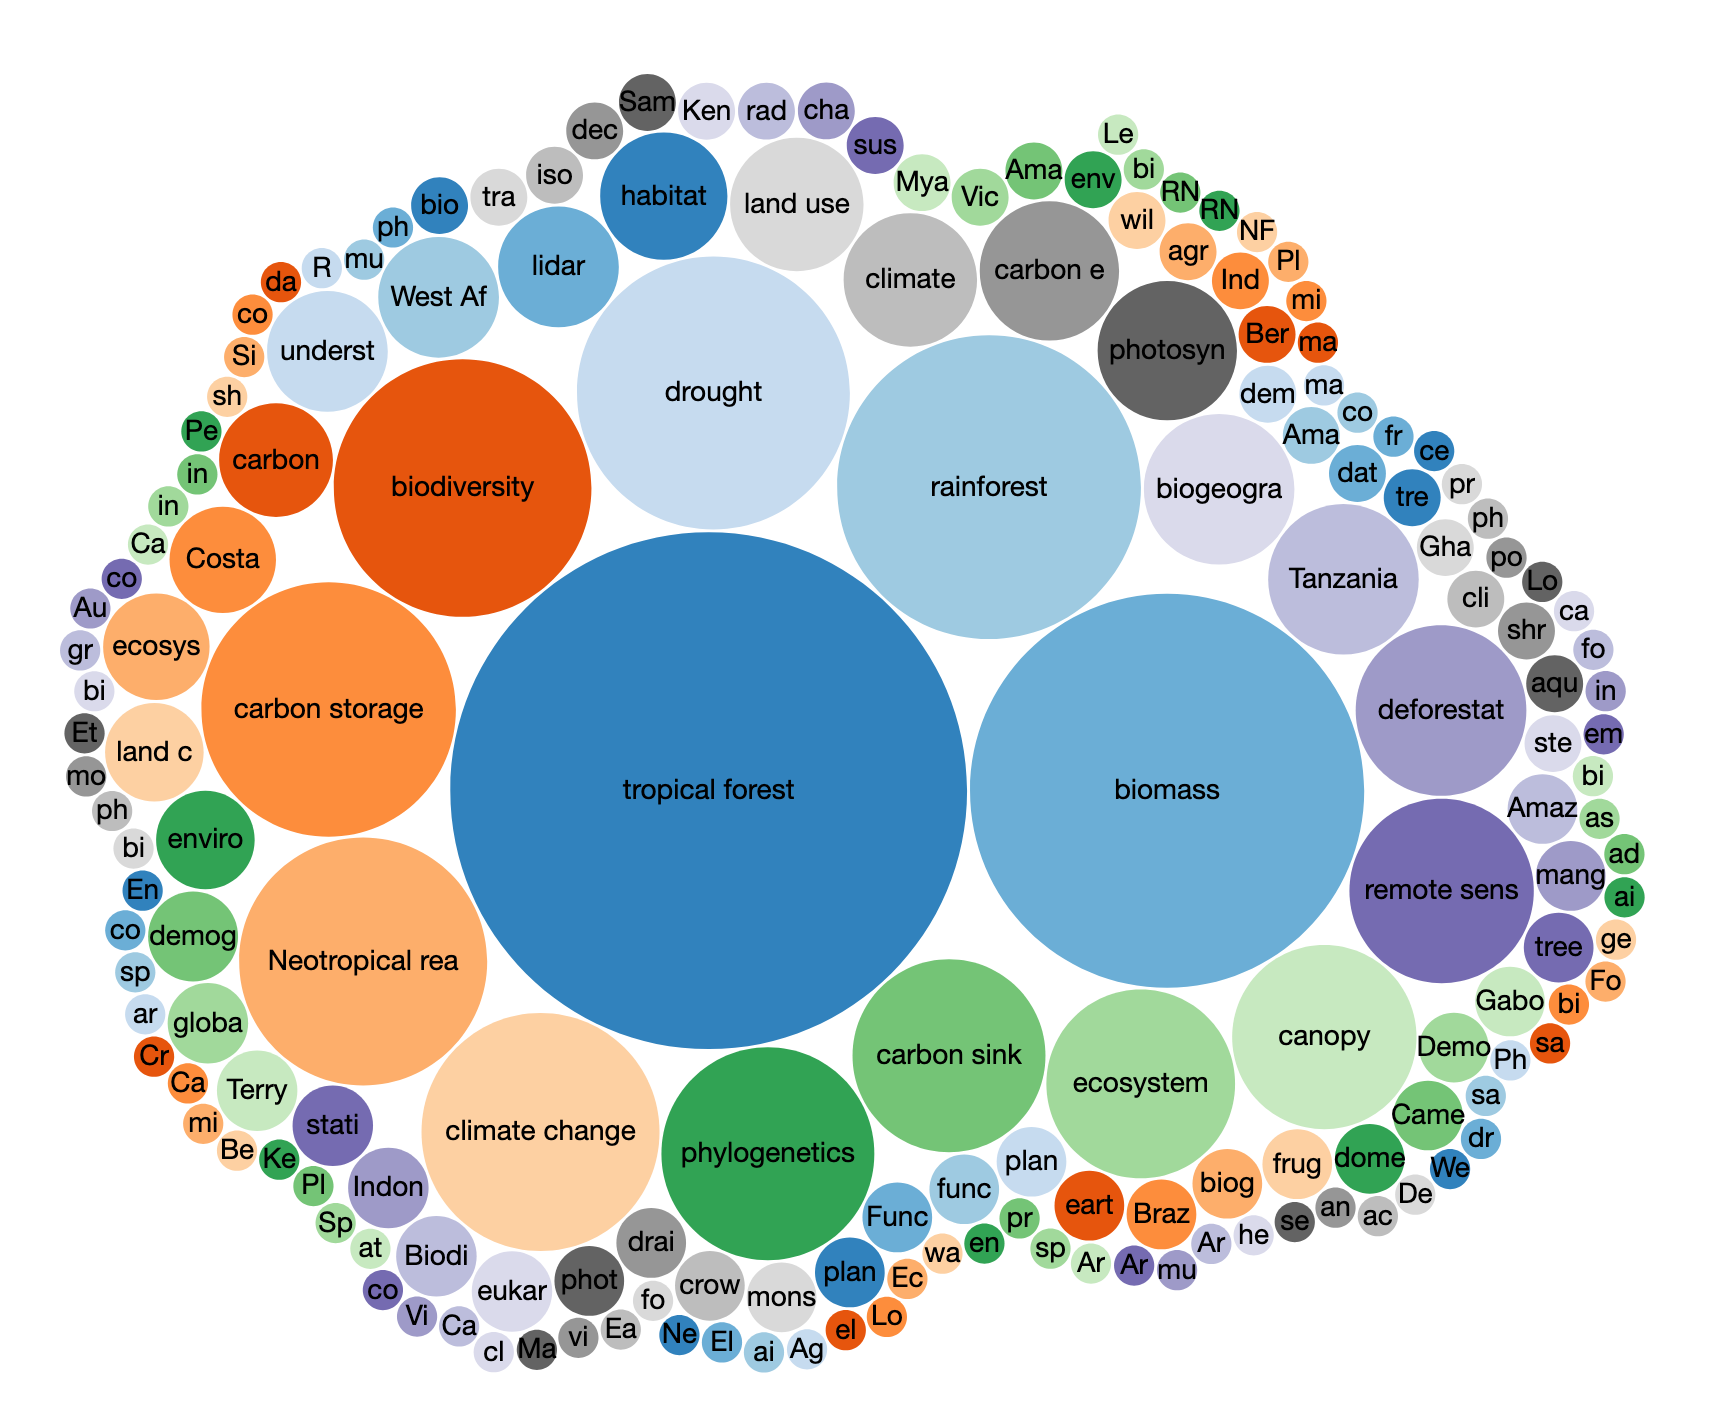 Sam
Ken
rad
cha
dec
sus
Le
iso
env
bi
Ama
Mya
RN
tra
habitat
Vic
land use
RN
bio
wil
ph
NF
agr
mu
Pl
R
lidar
carbon e
climate
Ind
da
West Af
mi
co
Ber
ma
underst
photosyn
Si
ma
drought
dem
sh
co
Pe
Ama
fr
ce
carbon
in
dat
pr
biodiversity
rainforest
biogeogra
tre
in
ph
Ca
Gha
po
Costa
co
Tanzania
Lo
cli
Au
ca
shr
ecosys
gr
fo
aqu
bi
in
carbon storage
deforestat
Et
em
ste
land c
mo
bi
tropical forest
biomass
Amaz
ph
as
enviro
bi
ad
mang
En
remote sens
ai
co
demog
ge
tree
Neotropical rea
sp
Fo
Gabo
bi
ar
globa
canopy
sa
Demo
Cr
carbon sink
Ph
Ca
ecosystem
Terry
sa
Came
mi
stati
climate change
dr
Be
phylogenetics
Ke
dome
plan
frug
We
biog
Pl
Indon
func
De
eart
Braz
Func
pr
ac
Sp
an
se
he
drai
en
Ar
at
sp
wa
Biodi
Ar
Ar
mu
plan
Ec
phot
crow
co
eukar
mons
fo
Vi
Lo
Ca
Ea
el
Ne
vi
El
Ma
Ag
cl
ai